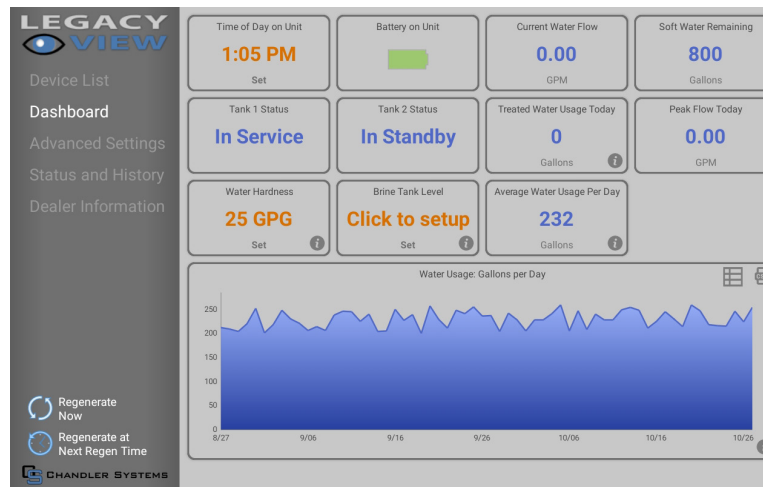 LEGACY
VIEW
Device List
Dashboard
Advanced Settings
Status and History
Dealer Information
Regenerate
Now
Regenerate at
Next Regen Time
CS CHANDLER SYSTEMS
Time of Day on Unit
1:05 PM
Set
Battery on Unit
Current Water Flow
0.00
GPM
Soft Water Remaining
800
Gallons
Tank 1 Status
In Service
Tank 2 Status
In Standby
Treated Water Usage Today
0
Gallons
i
Peak Flow Today
0.00
GPM
Water Hardness
25 GPG
Set
i
Brine Tank Level
Click to setup
Set
i
Average Water Usage Per Day
232
Gallons
i
Water Usage: Gallons per Day
250
200
150
100
50
0
8/27 9/06 9/16 9/26 10/06 10/16 10/26